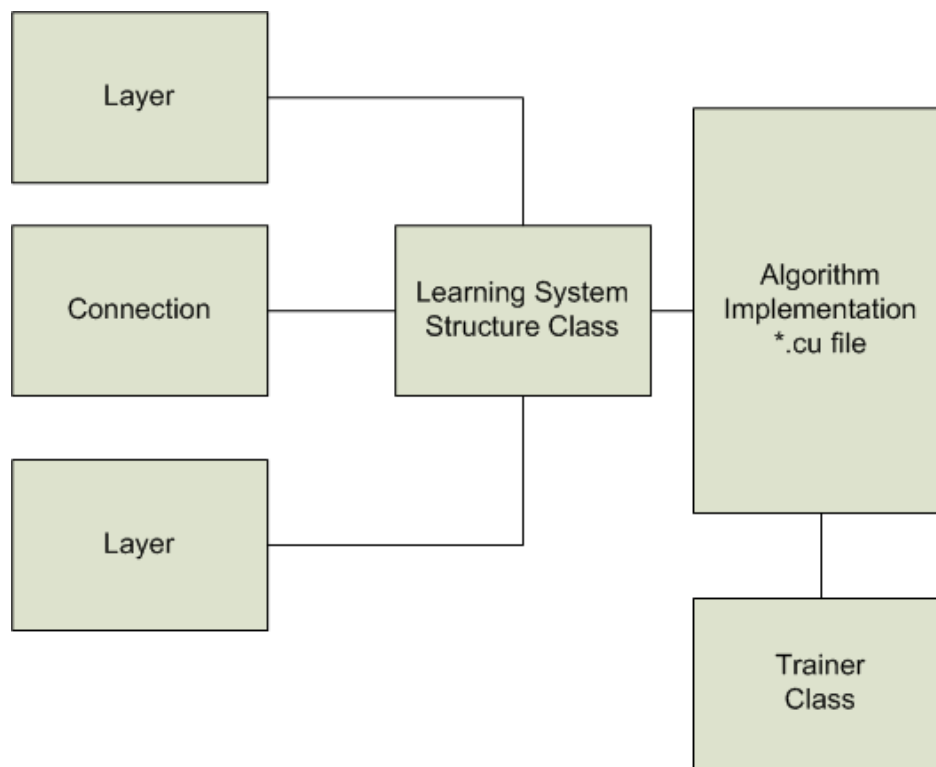 Layer
Connection
Layer
Learning System
Structure Class
Algorithm
Implementation
*.cu file
Trainer
Class